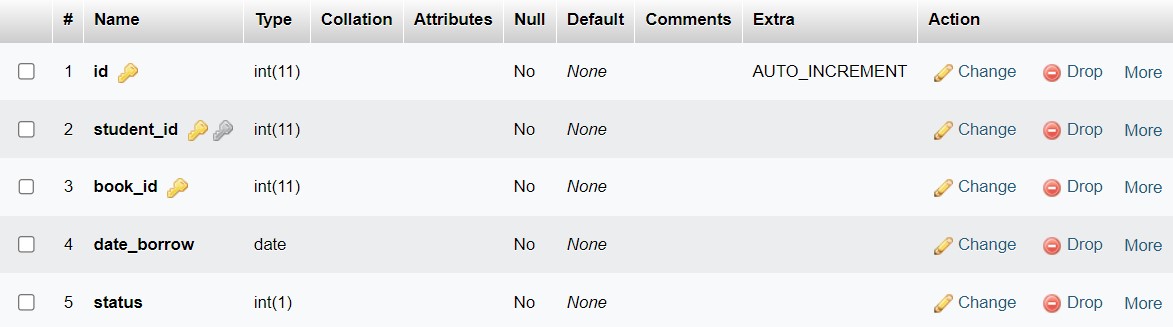 # Name Type Collation Attributes Null Default Comments Extra Action
1 id int(11) No None AUTO_INCREMENT Change Drop More
2 student_id int(11) No None Change Drop More
3 book_id int(11) No None Change Drop More
4 date_borrow date No None Change Drop More
5 status int(1) No None Change Drop More